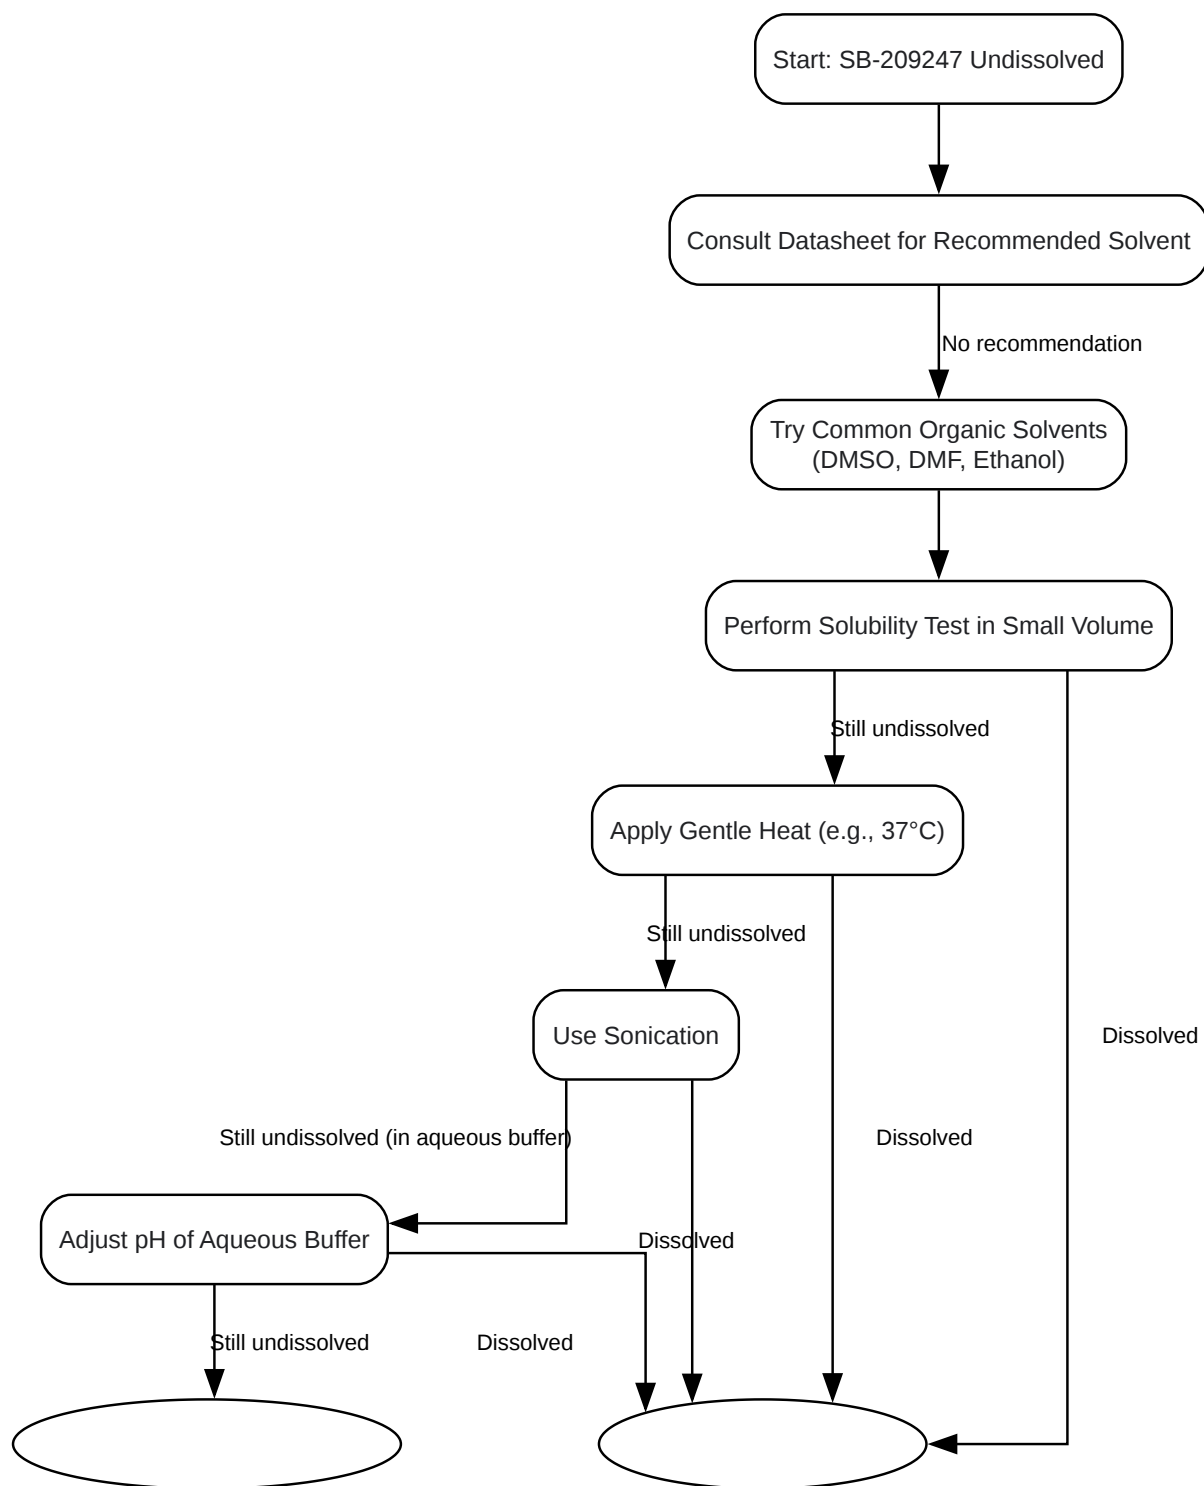 Start: SB-209247 Undissolved
Consult Datasheet for Recommended Solvent
No recommendation
Try Common Organic Solvents
(DMSO, DMF, Ethanol)
Perform Solubility Test in Small Volume
Still undissolved
Apply Gentle Heat (e.g., 37°C)
Still undissolved
Use Sonication
Dissolved
Still undissolved (in aqueous buffer)
Dissolved
Adjust pH of Aqueous Buffer
Dissolved
Still undissolved
Dissolved